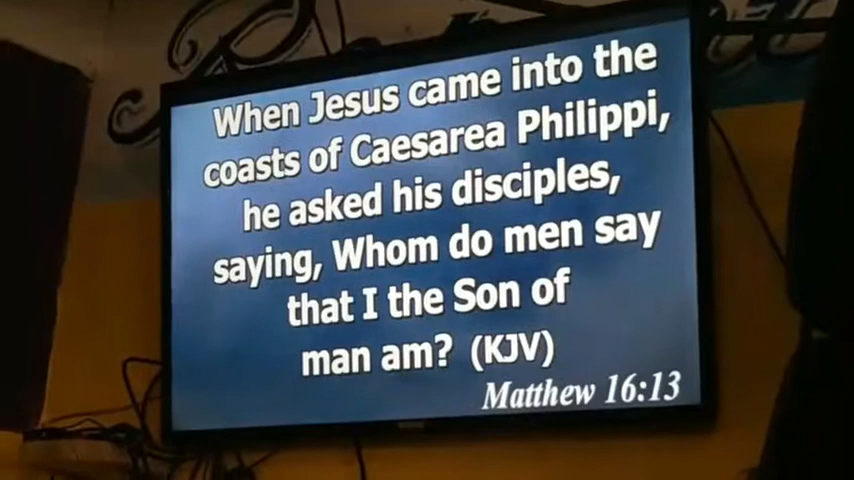 When Jesus came into the
coasts of Caesarea Philippi,
he asked his disciples,
saying, Whom do men say
that I the Son of
man am? (KJV)
Matthew 16:13